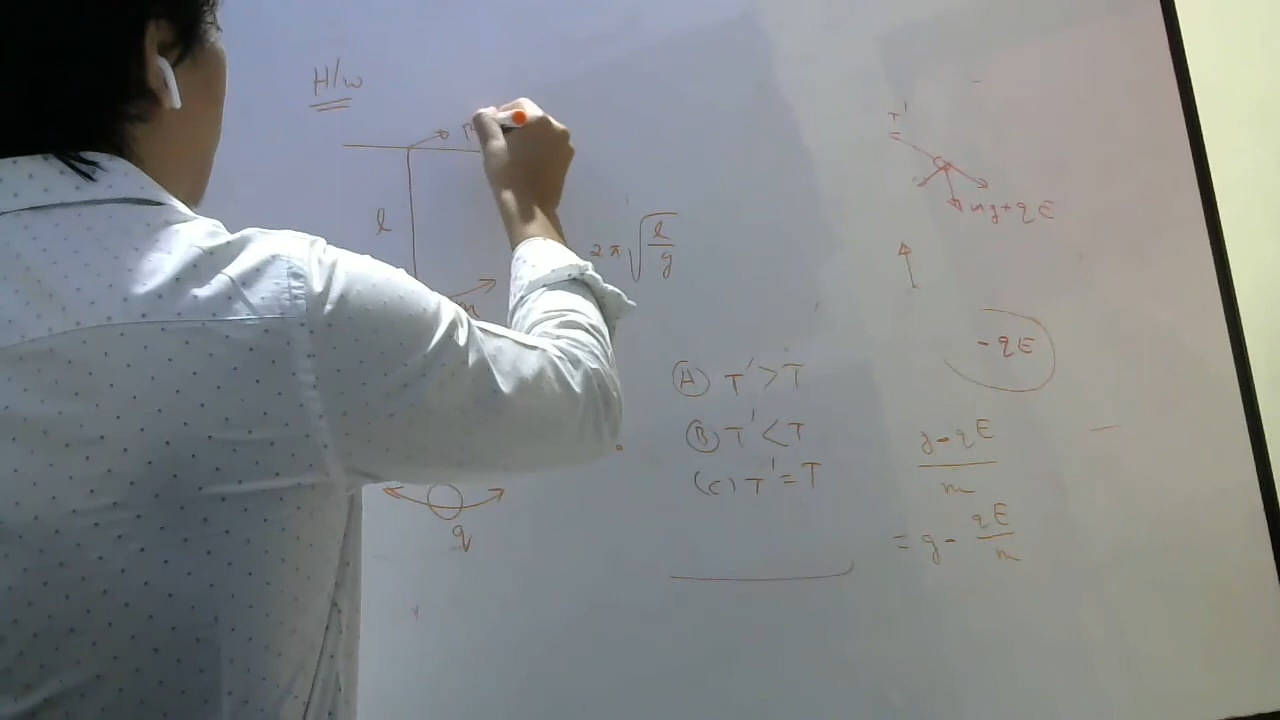 H/w
l
m
2π√(l/g)
(A) T' > T
(B) T' < T
(C) T' = T
q
T'
mg + qE
- qE
g - qE / m
= g - qE/m